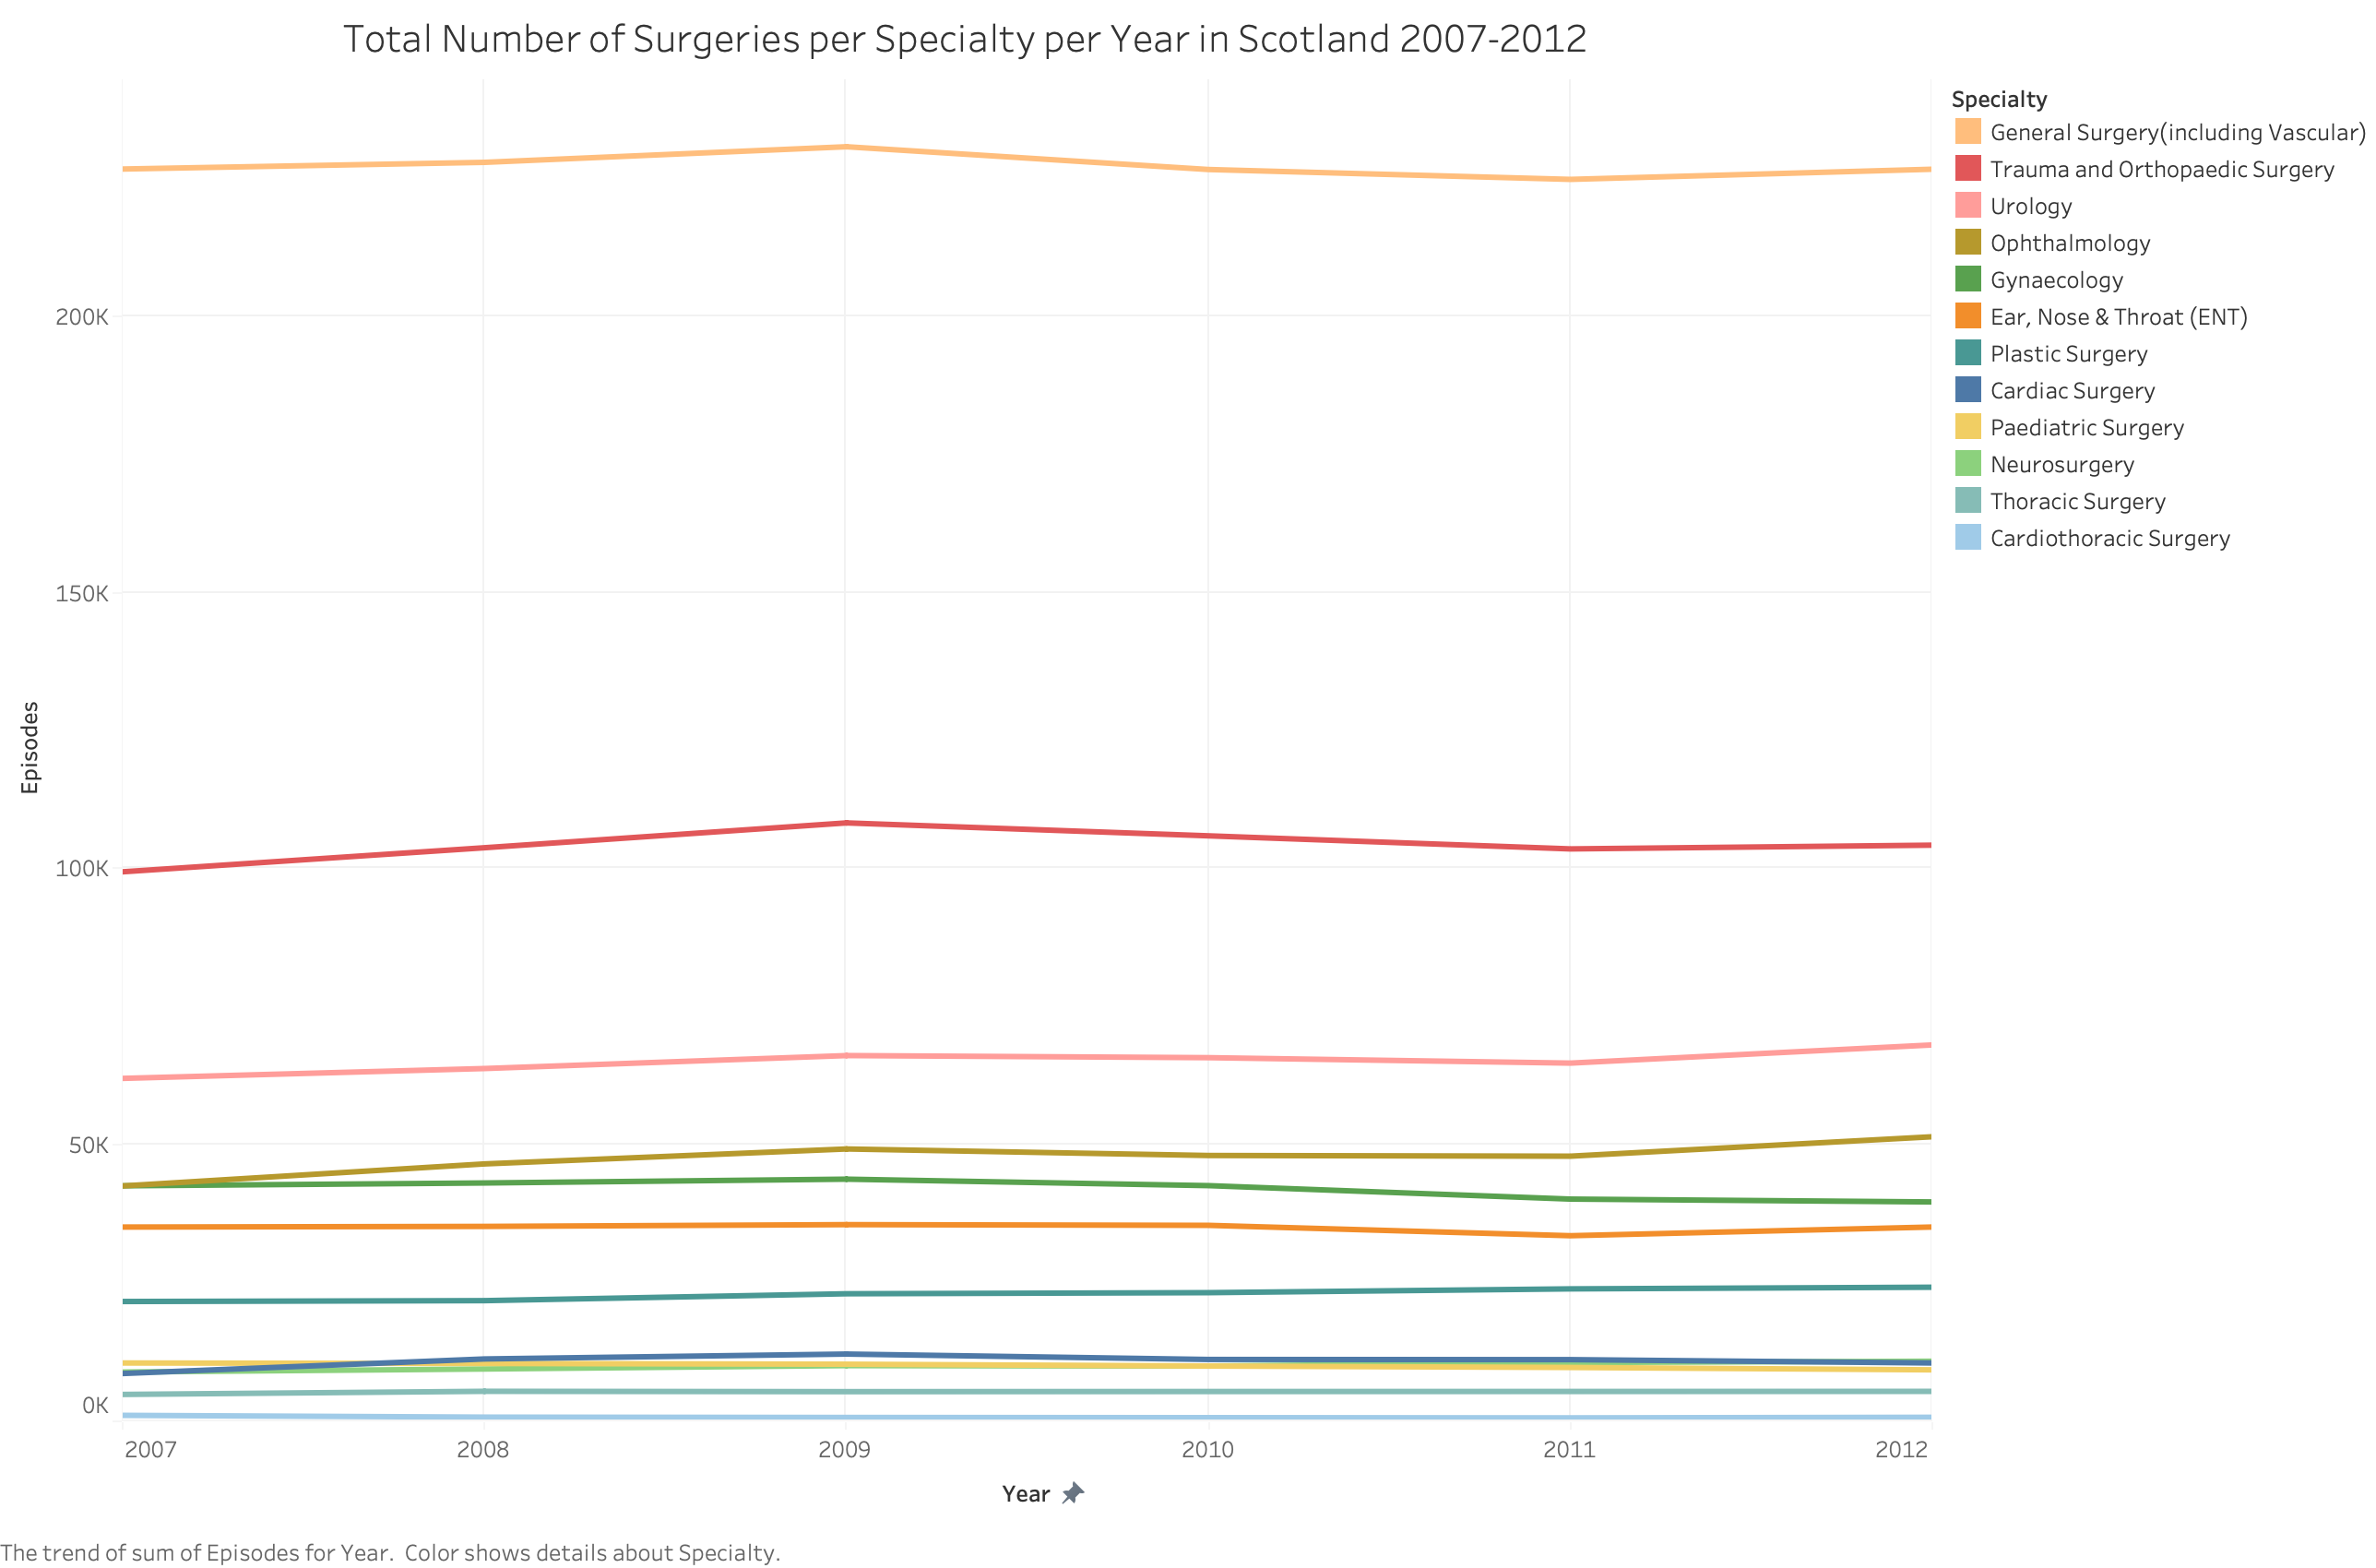 Total Number of Surgeries per Specialty per Year in Scotland 2007-2012
Specialty
General Surgery(including Vascular)
Trauma and Orthopaedic Surgery
Urology
Ophthalmology
Gynaecology
Ear, Nose & Throat (ENT)
Plastic Surgery
Cardiac Surgery
Paediatric Surgery
Neurosurgery
Thoracic Surgery
Cardiothoracic Surgery
Episodes
200K
150K
100K
50K
0K
2007 2008 2009 2010 2011 2012
Year
The trend of sum of Episodes for Year.  Color shows details about Specialty.